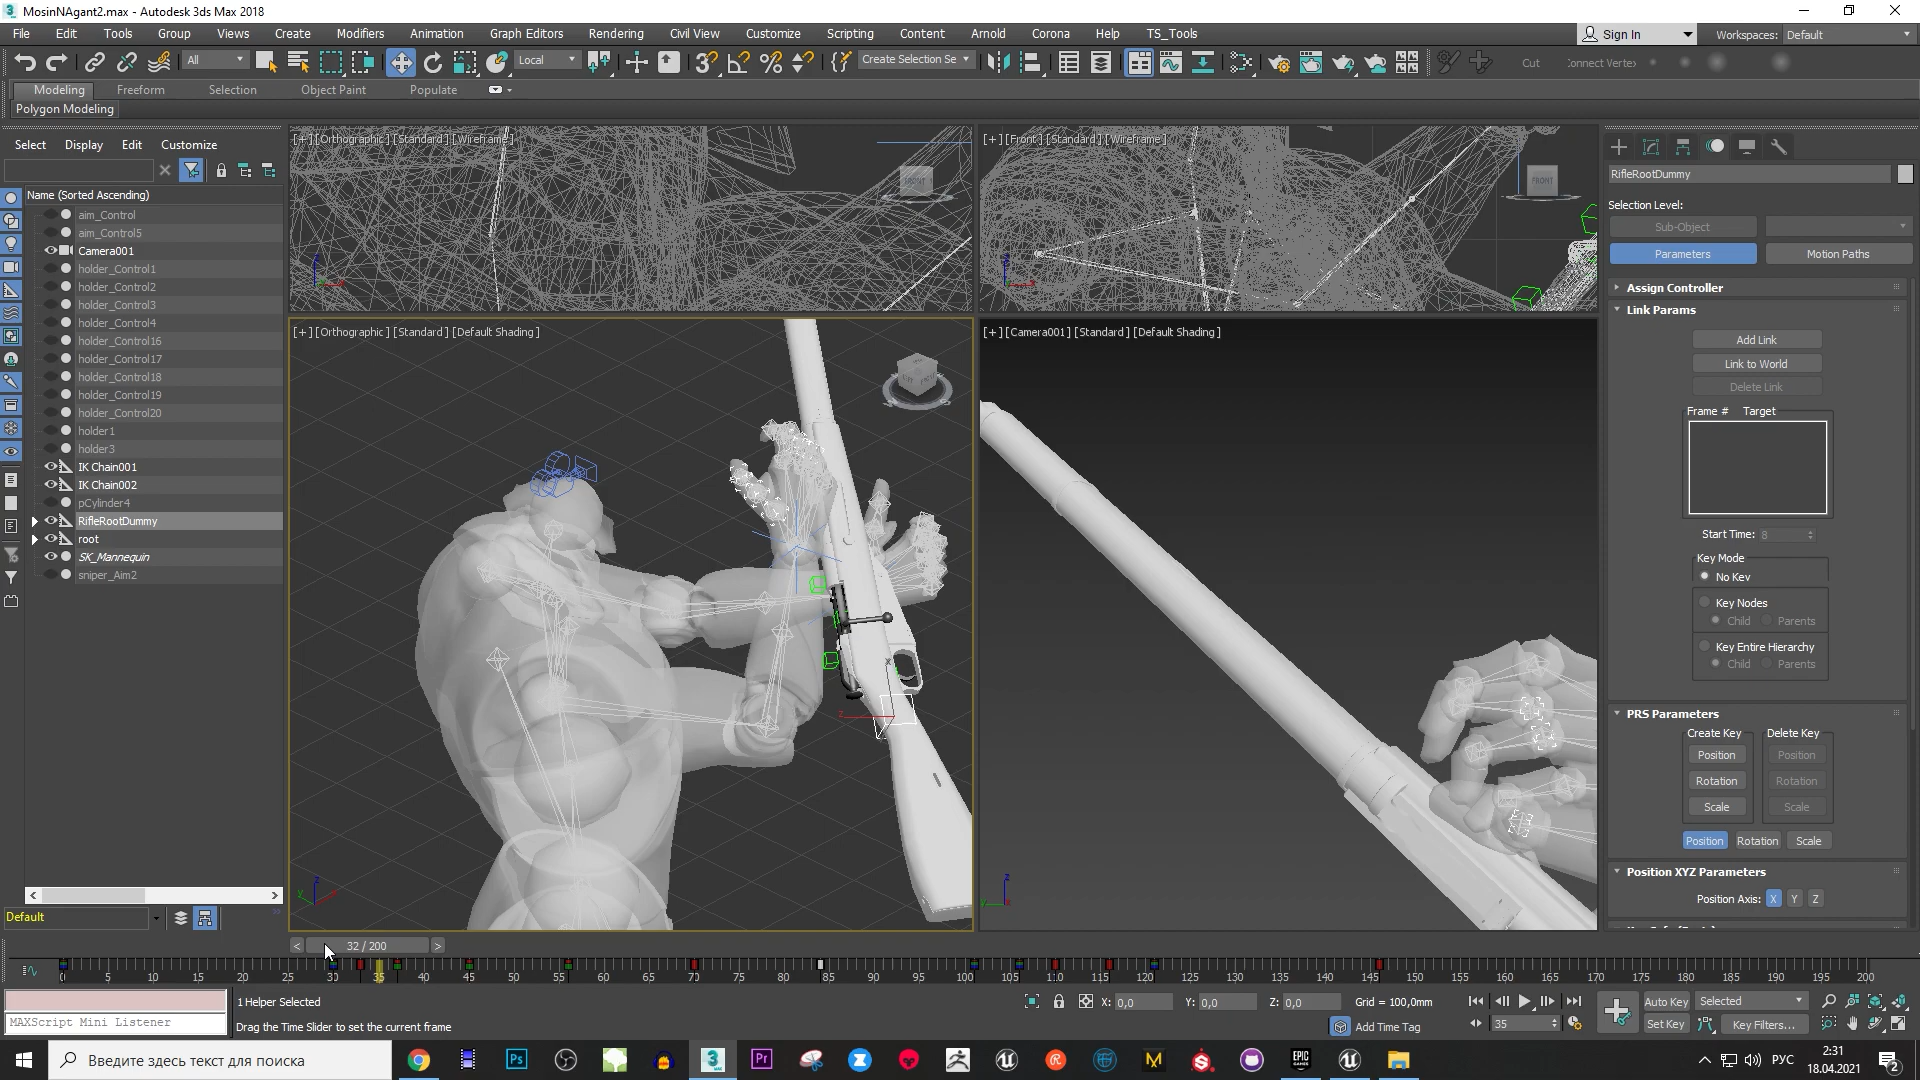 MosinNAgant2.max - Autodesk 3ds Max 2018
File Edit Tools Group Views Create Modifiers Animation Graph Editors Rendering Civil View Customize Scripting Content Arnold Corona Help TS_Tools
Sign In Workspaces: Default
All Local Create Selection Se Cut Connect Vertex
Modeling Freeform Selection Object Paint Populate
Polygon Modeling
Select Display Edit Customize
Name (Sorted Ascending)
aim_Control
aim_Control5
Camera001
holder_Control1
holder_Control2
holder_Control3
holder_Control4
holder_Control16
holder_Control17
holder_Control18
holder_Control19
holder_Control20
holder1
holder3
IK Chain001
IK Chain002
pCylinder4
RifleRootDummy
root
SK_Mannequin
sniper_Aim2
Default
[+] [Orthographic] [Standard] [Wireframe]
FRONT
[+] [Front] [Standard] [Wireframe]
FRONT
[+] [Orthographic] [Standard] [Default Shading]
[+] [Camera001] [Standard] [Default Shading]
RifleRootDummy
Selection Level:
Sub-Object
Parameters Motion Paths
Assign Controller
Link Params
Add Link
Link to World
Delete Link
Frame # Target
Start Time: 8
Key Mode
No Key
Key Nodes
Child Parents
Key Entire Hierarchy
Child Parents
PRS Parameters
Create Key Delete Key
Position Position
Rotation Rotation
Scale Scale
Position Rotation Scale
Position XYZ Parameters
Position Axis: X Y Z
< 32 / 200 >
0 5 10 15 20 25 30 35 40 45 50 55 60 65 70 75 80 85 90 95 100 105 110 115 120 125 130 135 140 145 150 155 160 165 170 175 180 185 190 195 200
1 Helper Selected
X: 0,0 Y: 0,0 Z: 0,0 Grid = 100,0mm
Auto Key Selected
MAXScript Mini Listener
Drag the Time Slider to set the current frame
Add Time Tag
35
Set Key Key Filters...
Введите здесь текст для поиска
РУС
2:31
18.04.2021
2